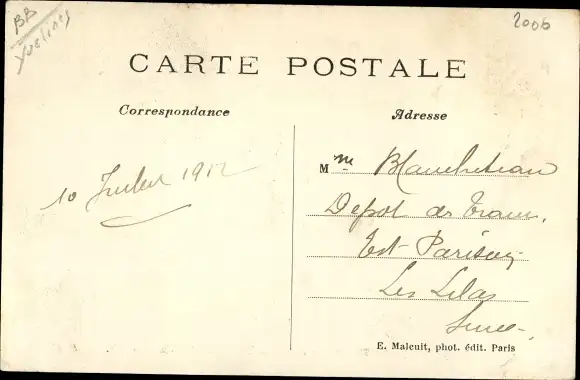 BB
Yvelines
2006
CARTE POSTALE
Correspondance
Adresse
10 Juillet 1912
Mme Blancheteau
Depot des Tram.
Est-Parisien
Les Lilas
Seine.
E. Malcuit, phot. édit. Paris